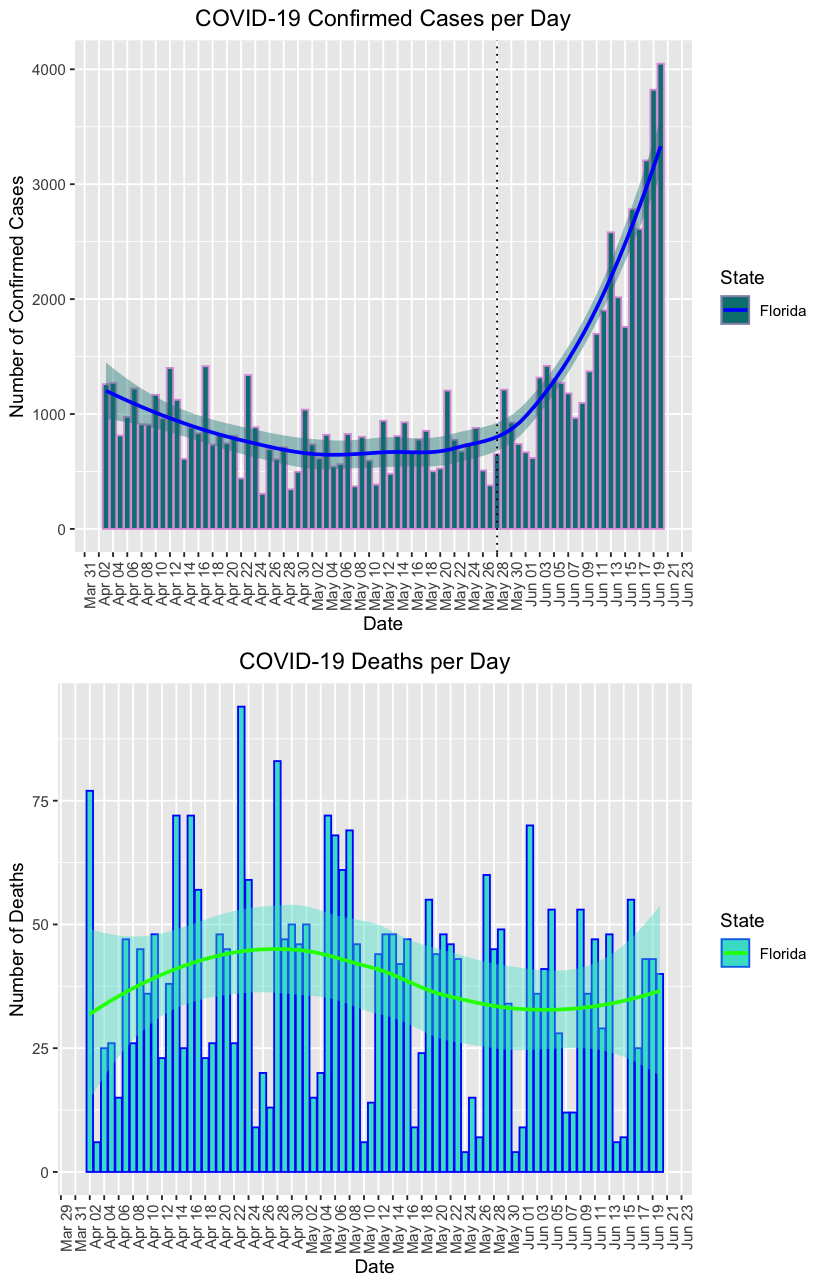 COVID-19 Confirmed Cases per Day
Number of Confirmed Cases
4000
3000
2000
1000
0
Mar 31
Apr 02
Apr 04
Apr 06
Apr 08
Apr 10
Apr 12
Apr 14
Apr 16
Apr 18
Apr 20
Apr 22
Apr 24
Apr 26
Apr 28
Apr 30
May 02
May 04
May 06
May 08
May 10
May 12
May 14
May 16
May 18
May 20
May 22
May 24
May 26
May 28
May 30
Jun 01
Jun 03
Jun 05
Jun 07
Jun 09
Jun 11
Jun 13
Jun 15
Jun 17
Jun 19
Jun 21
Jun 23
Date
State
Florida
COVID-19 Deaths per Day
Number of Deaths
75
50
25
0
Mar 29
Mar 31
Apr 02
Apr 04
Apr 06
Apr 08
Apr 10
Apr 12
Apr 14
Apr 16
Apr 18
Apr 20
Apr 22
Apr 24
Apr 26
Apr 28
Apr 30
May 02
May 04
May 06
May 08
May 10
May 12
May 14
May 16
May 18
May 20
May 22
May 24
May 26
May 28
May 30
Jun 01
Jun 03
Jun 05
Jun 07
Jun 09
Jun 11
Jun 13
Jun 15
Jun 17
Jun 19
Jun 21
Jun 23
Date
State
Florida